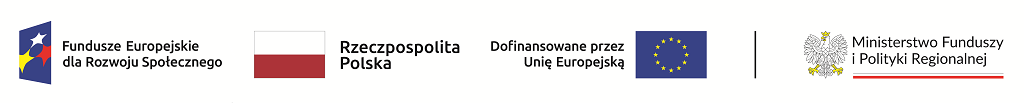 Fundusze Europejskie
dla Rozwoju Społecznego
Rzeczpospolita
Polska
Dofinansowane przez
Unię Europejską
Ministerstwo Funduszy
i Polityki Regionalnej